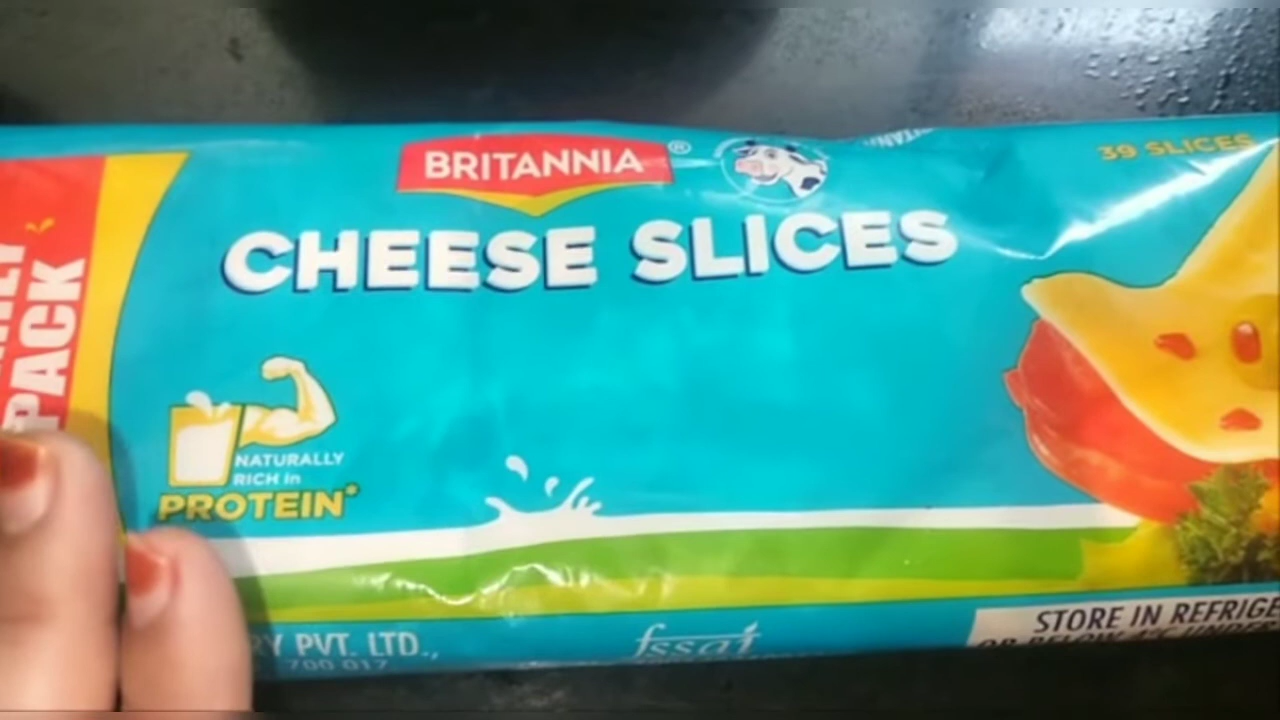 BRITANNIA®
39 SLICES
CHEESE SLICES
PACK
NATURALLY
RICH in
PROTEIN*
RY PVT. LTD.,
700 017
fssai
STORE IN REFRIGE